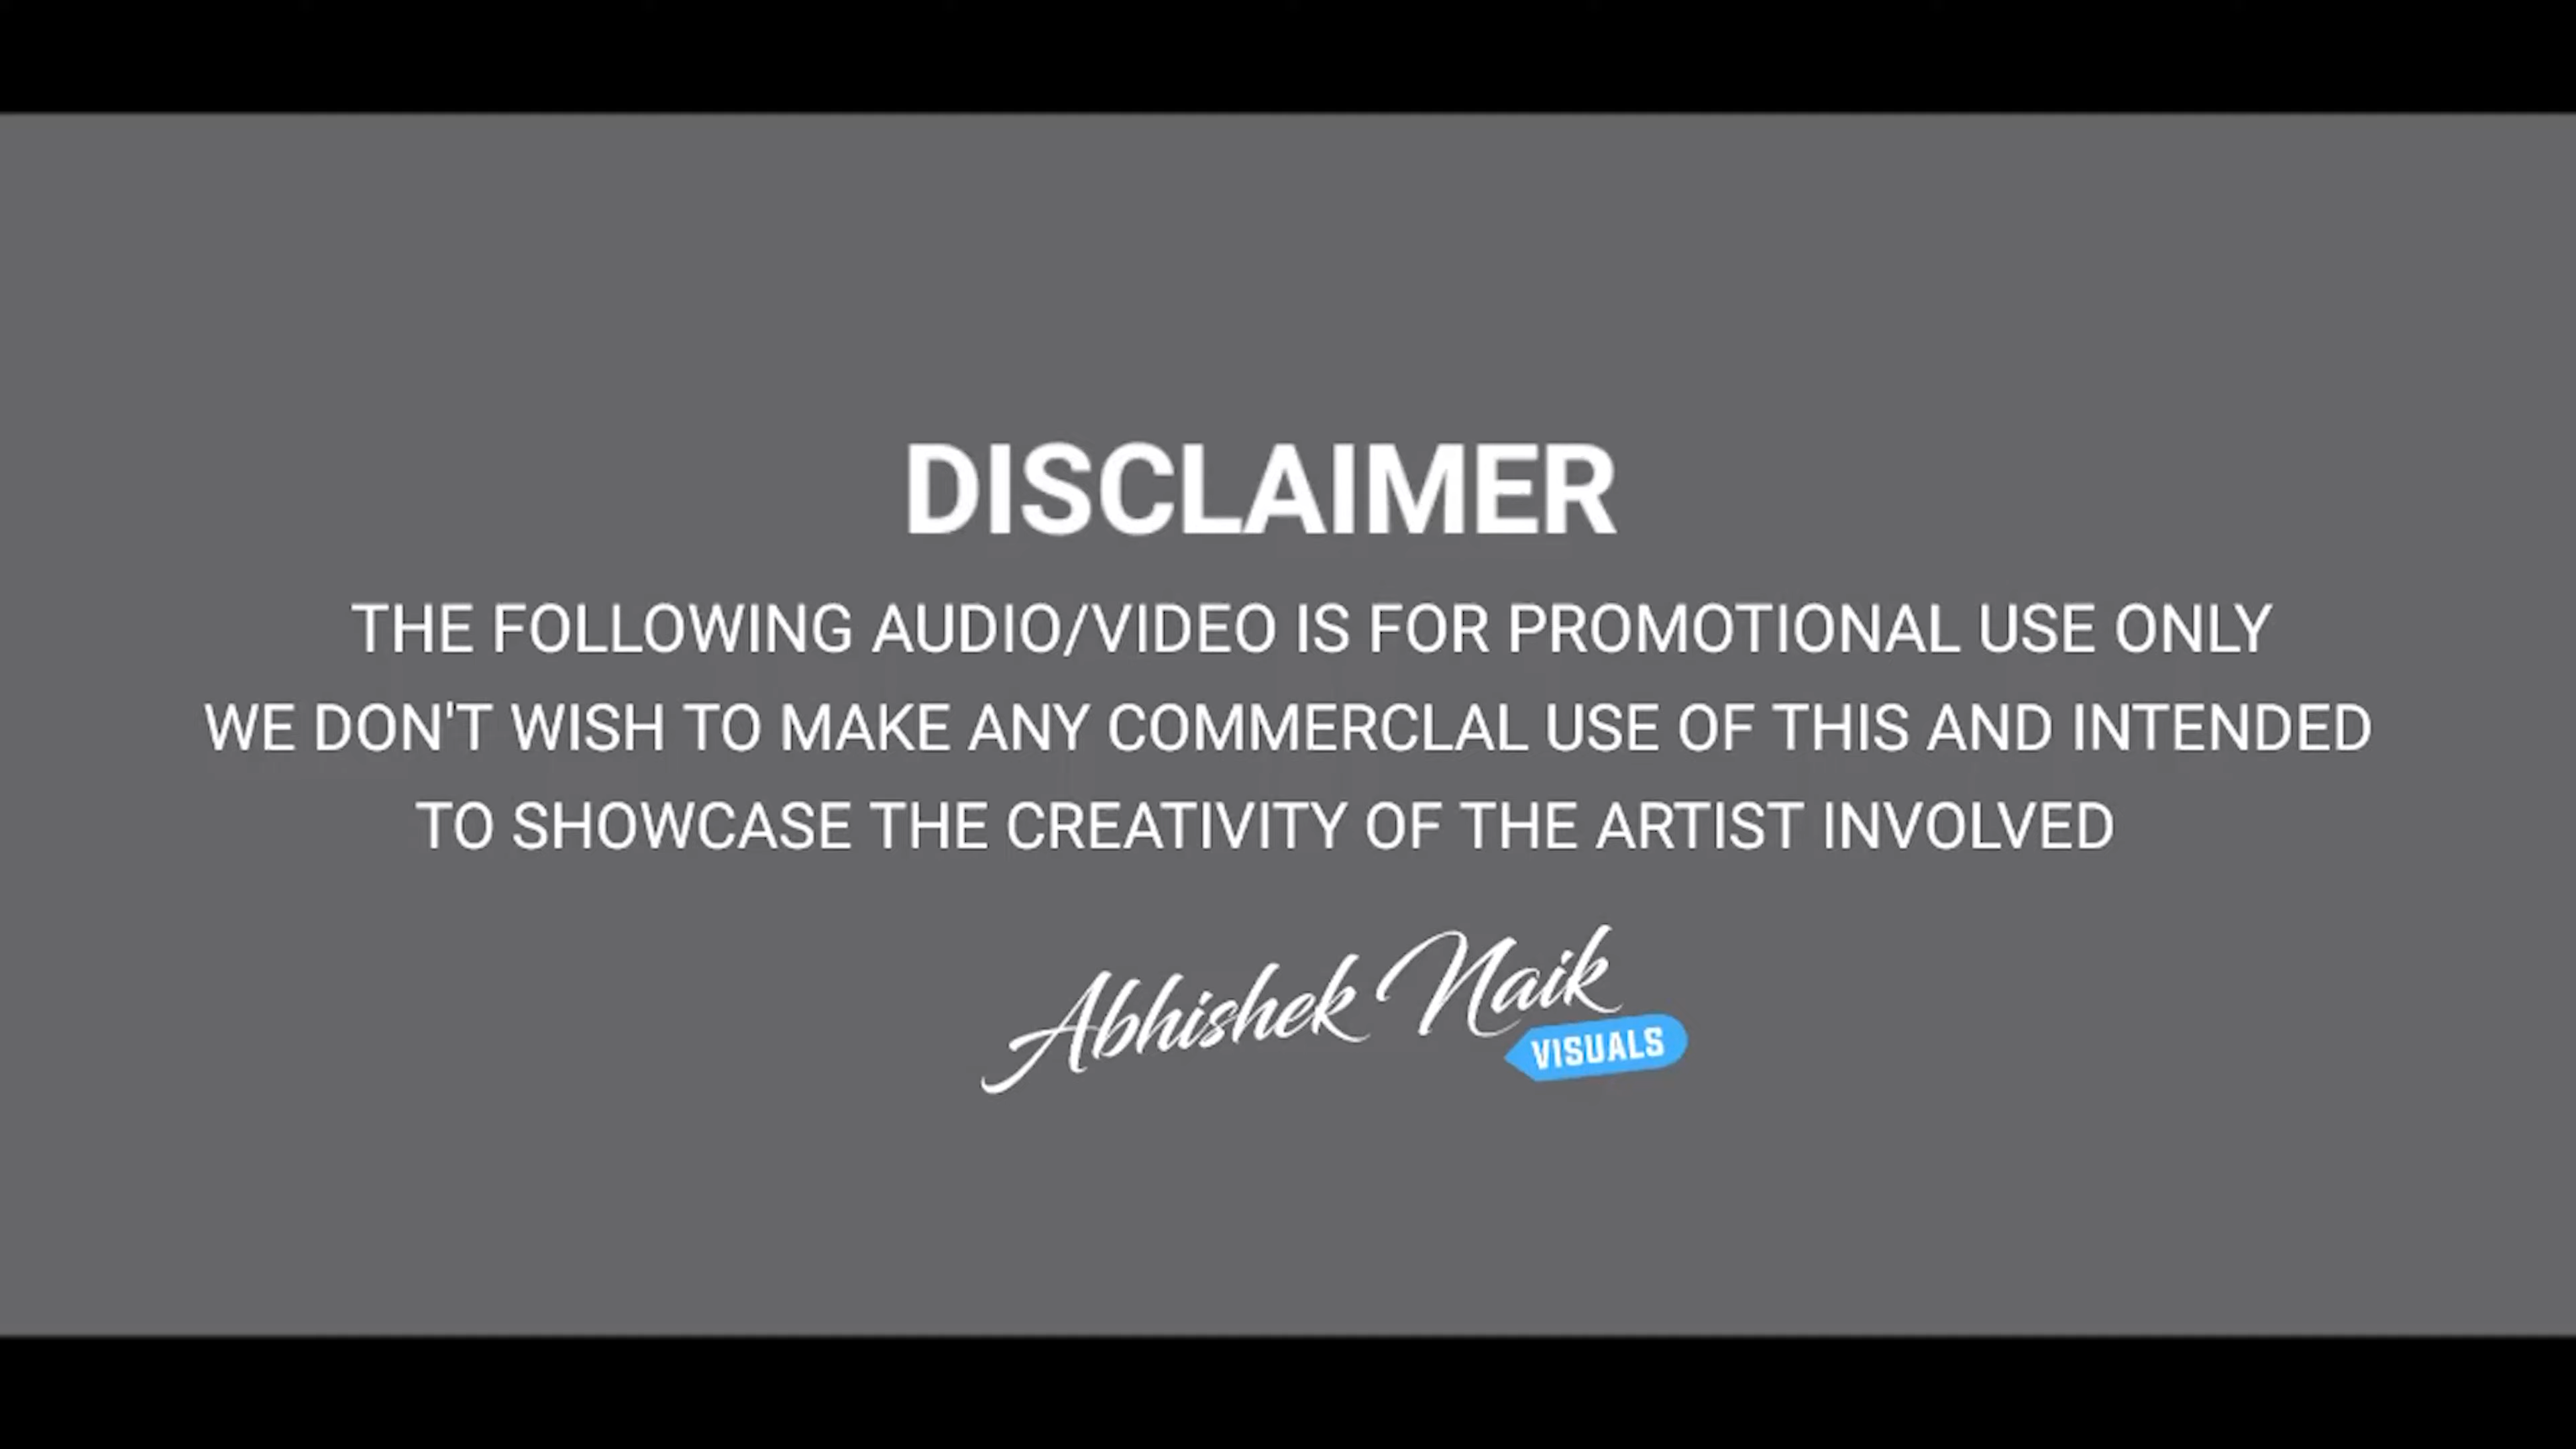 DISCLAIMER
THE FOLLOWING AUDIO/VIDEO IS FOR PROMOTIONAL USE ONLY
WE DON'T WISH TO MAKE ANY COMMERCLAL USE OF THIS AND INTENDED
TO SHOWCASE THE CREATIVITY OF THE ARTIST INVOLVED
Abhishek Naik
VISUALS